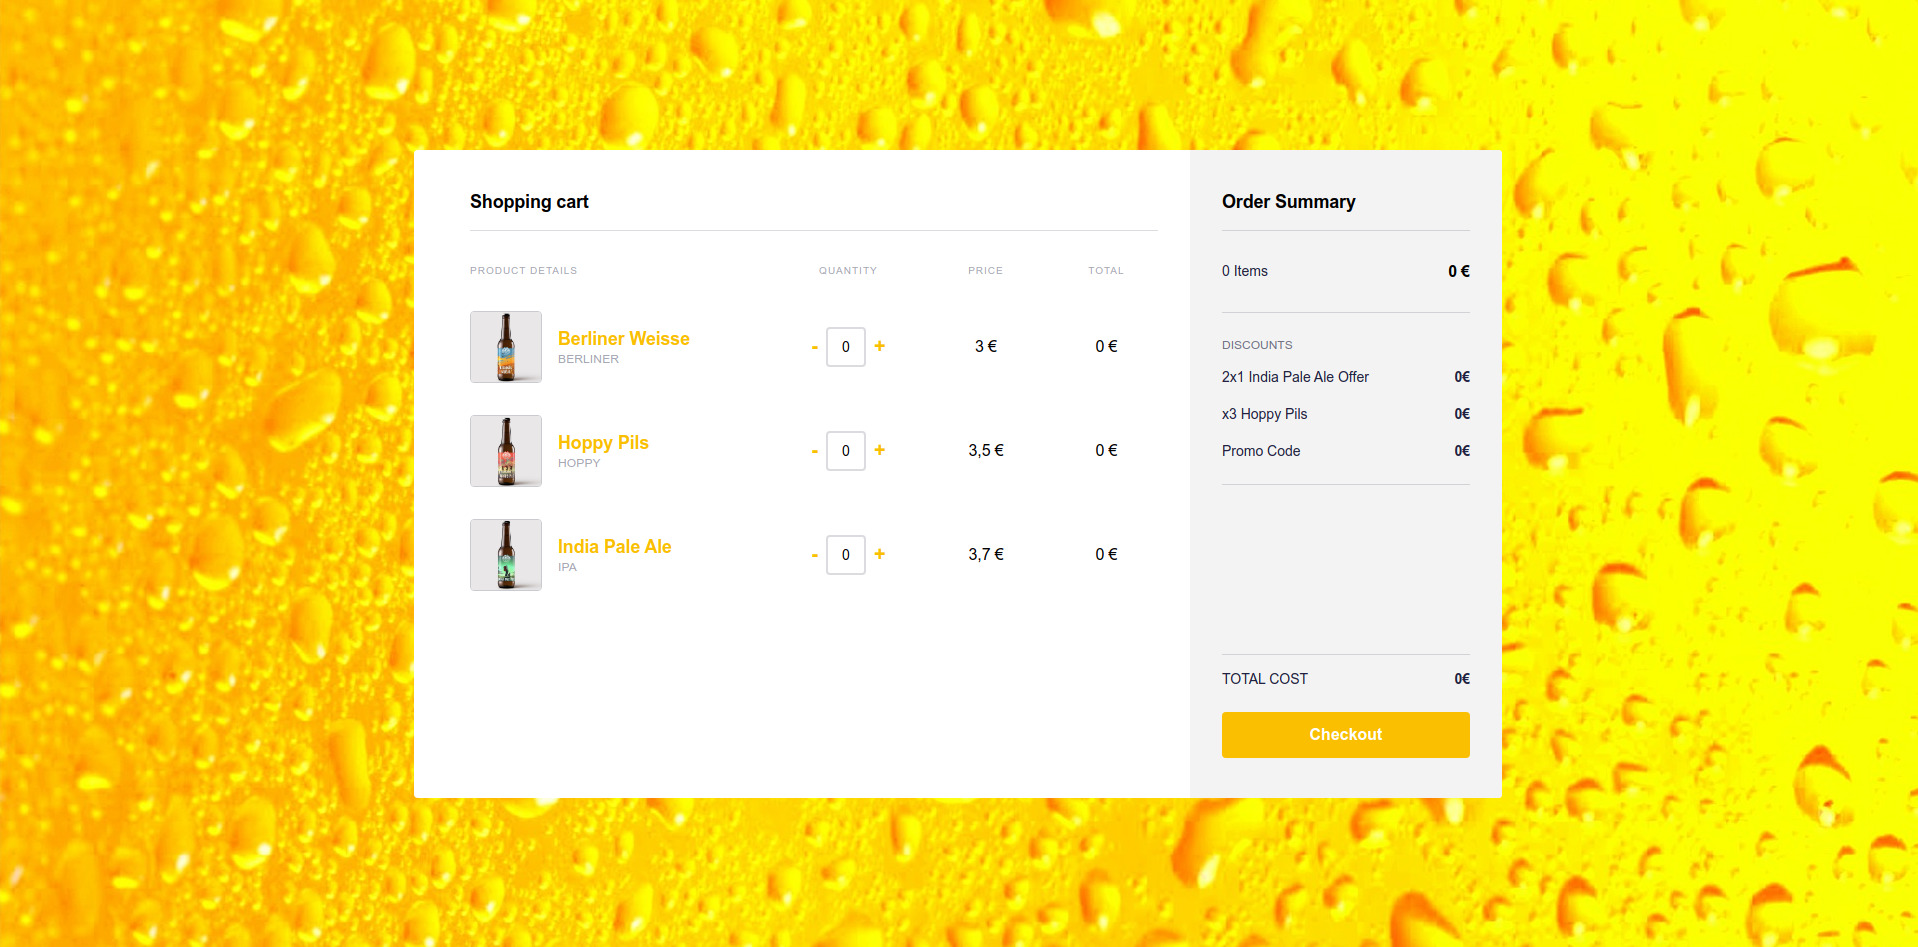 Shopping cart
PRODUCT DETAILS QUANTITY PRICE TOTAL
Berliner Weisse
BERLINER
- 0 + 3 € 0 €
Hoppy Pils
HOPPY
- 0 + 3,5 € 0 €
India Pale Ale
IPA
- 0 + 3,7 € 0 €
Order Summary
0 Items 0 €
DISCOUNTS
2x1 India Pale Ale Offer 0€
x3 Hoppy Pils 0€
Promo Code 0€
TOTAL COST 0€
Checkout